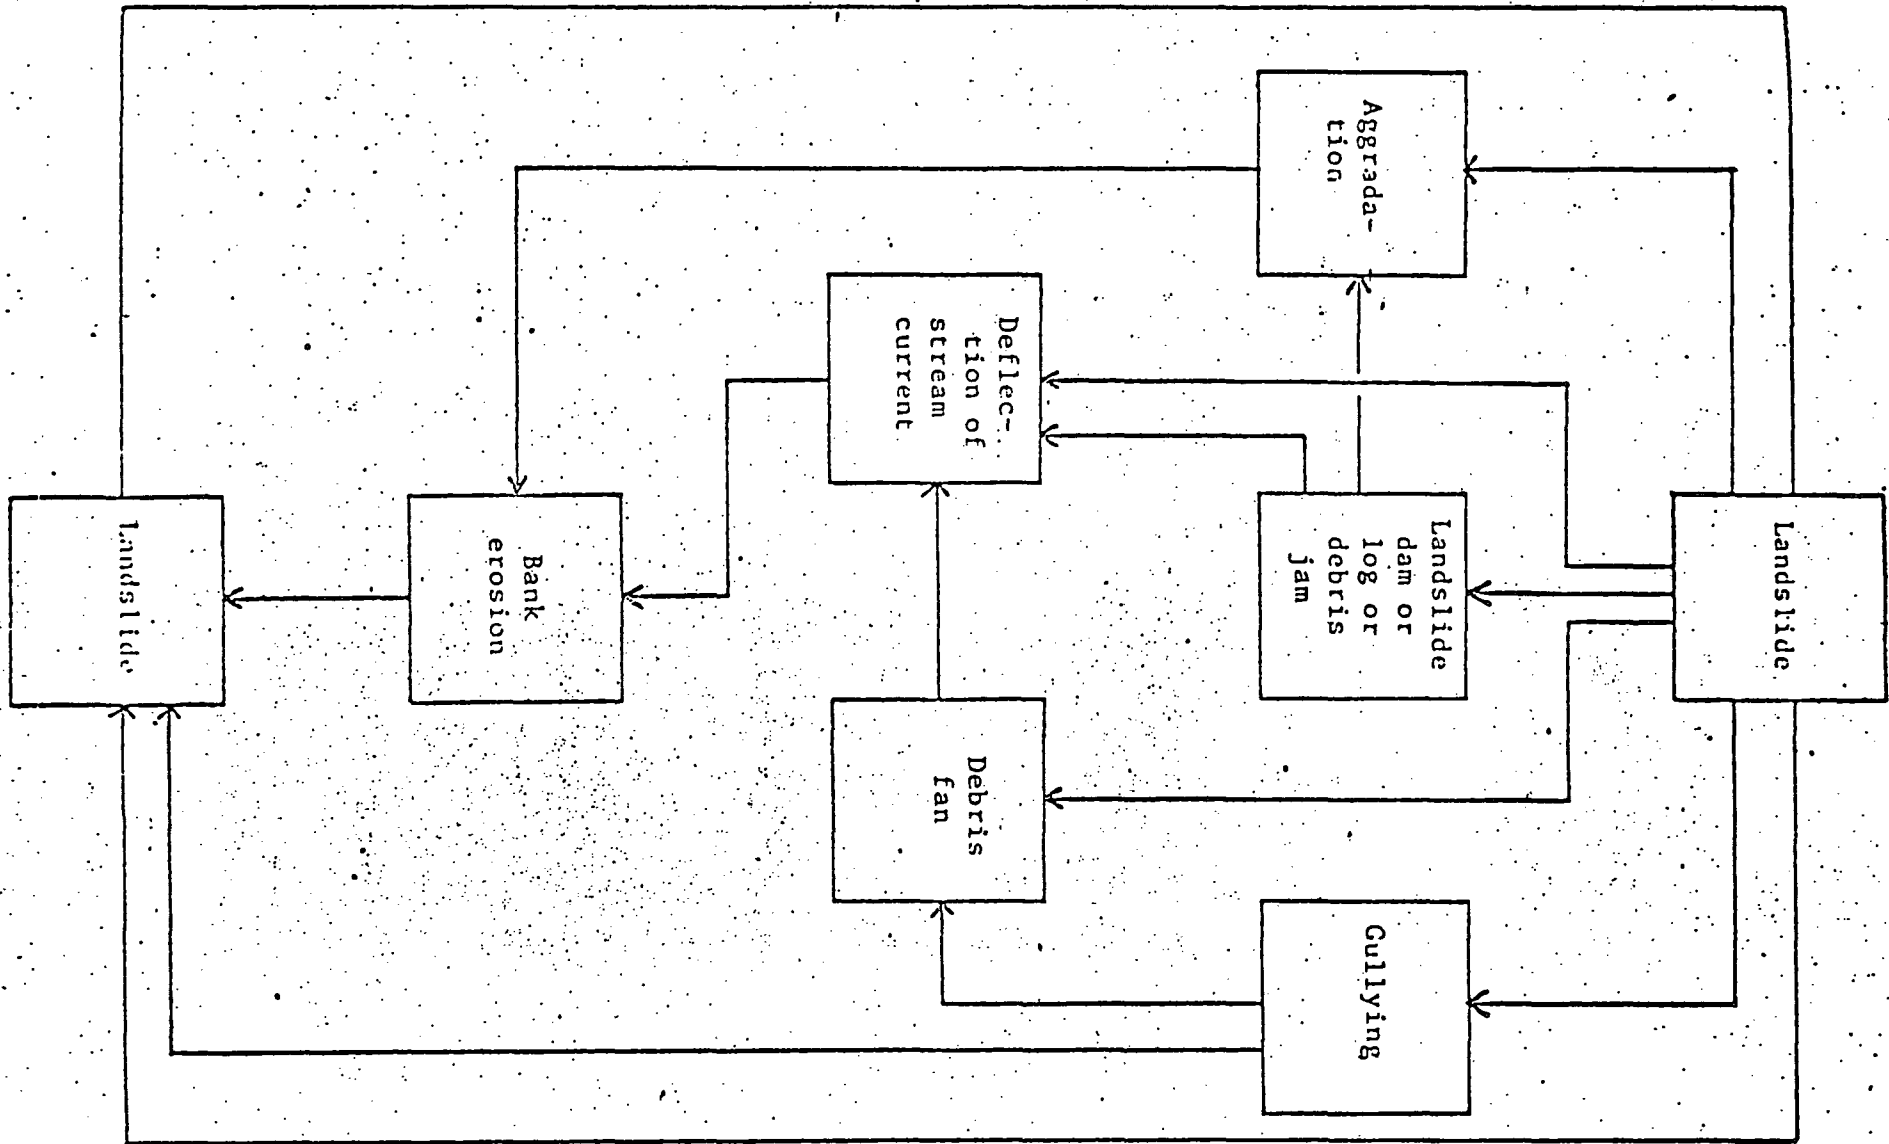 Landslide
Aggrada-
tion
Landslide
dam or
log or
debris
jam
Gullying
Deflec-
tion of
stream
current
Debris
fan
Bank
erosion
Landslide